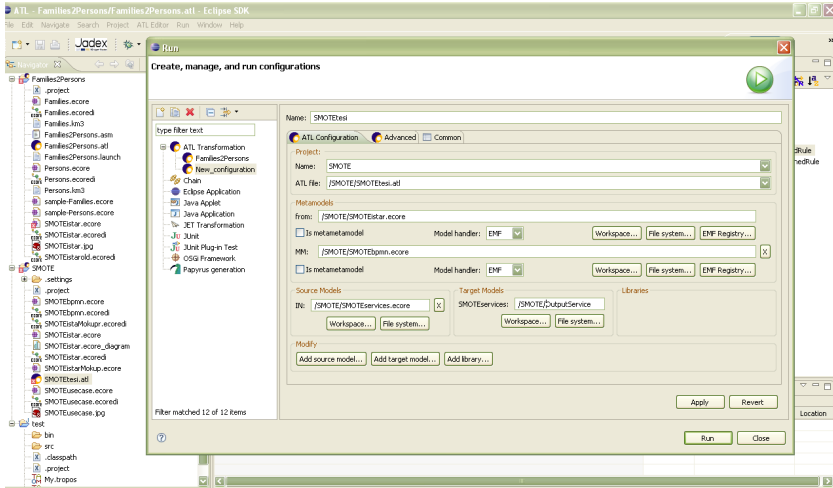 ATL - Families2Persons/Families2Persons.atl - Eclipse SDK
File Edit Navigate Search Project ATL Editor Run Window Help
Jadex
Navigator
Families2Persons
.project
Families.ecore
Families.ecoredi
Families.km3
Families2Persons.asm
Families2Persons.atl
Families2Persons.launch
Persons.ecore
Persons.ecoredi
Persons.km3
sample-Families.ecore
sample-Persons.ecore
SMOTEistar.ecore
SMOTEistar.ecoredi
SMOTEistar.jpg
SMOTEistarold.ecoredi
SMOTE
.settings
.project
SMOTEbpmn.ecore
SMOTEbpmn.ecoredi
SMOTEistaMokupr.ecoredi
SMOTEistar.ecore
SMOTEistar.ecore_diagram
SMOTEistar.ecoredi
SMOTEistarMokup.ecore
SMOTEtesi.atl
SMOTEusecase.ecore
SMOTEusecase.ecoredi
SMOTEusecase.jpg
test
bin
src
.classpath
.project
My.tropos
Run
Create, manage, and run configurations
type filter text
ATL Transformation
Families2Persons
New_configuration
Chain
Eclipse Application
Java Applet
Java Application
JET Transformation
JUnit
JUnit Plug-in Test
OSGi Framework
Papyrus generation
Filter matched 12 of 12 items
Name: SMOTEtesi
ATL Configuration Advanced Common
Project:
Name: SMOTE
ATL file: /SMOTE/SMOTEtesi.atl
Metamodels
from: /SMOTE/SMOTEistar.ecore
Is metametamodel Model handler: EMF Workspace... File system... EMF Registry...
MM: /SMOTE/SMOTEbpmn.ecore X
Is metametamodel Model handler: EMF Workspace... File system... EMF Registry...
Source Models Target Models Libraries
IN: /SMOTE/SMOTEservices.ecore X SMOTEservices: /SMOTE/OutputService
Workspace... File system... Workspace... File system...
Modify
Add source model... Add target model... Add library...
Apply Revert
Run Close
dRule
nedRule
Location